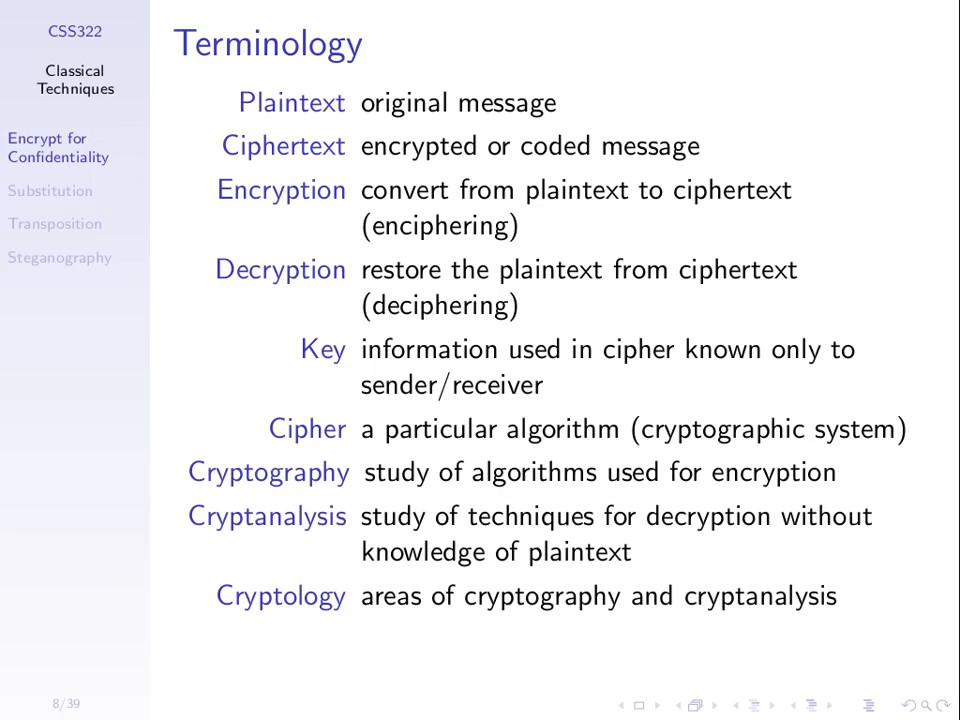 CSS322
Classical
Techniques
Encrypt for
Confidentiality
Substitution
Transposition
Steganography
8/39
Terminology
Plaintext original message
Ciphertext encrypted or coded message
Encryption convert from plaintext to ciphertext
(enciphering)
Decryption restore the plaintext from ciphertext
(deciphering)
Key information used in cipher known only to
sender/receiver
Cipher a particular algorithm (cryptographic system)
Cryptography study of algorithms used for encryption
Cryptanalysis study of techniques for decryption without
knowledge of plaintext
Cryptology areas of cryptography and cryptanalysis